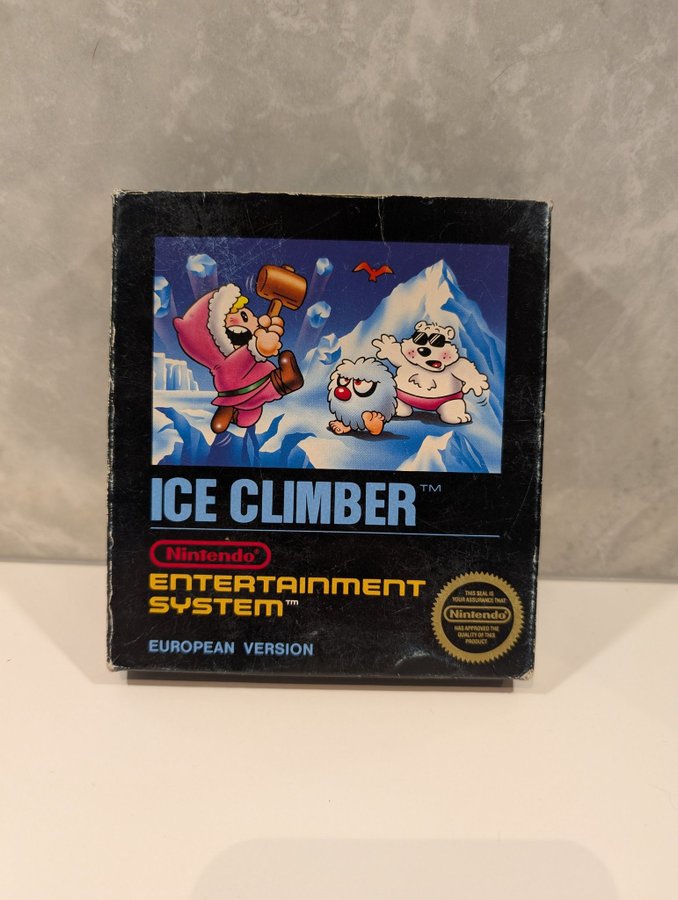 ICE CLIMBER™
Nintendo®
ENTERTAINMENT
SYSTEM™
EUROPEAN VERSION
THIS SEAL IS
YOUR ASSURANCE THAT
Nintendo
HAS APPROVED THE
QUALITY OF THIS
PRODUCT